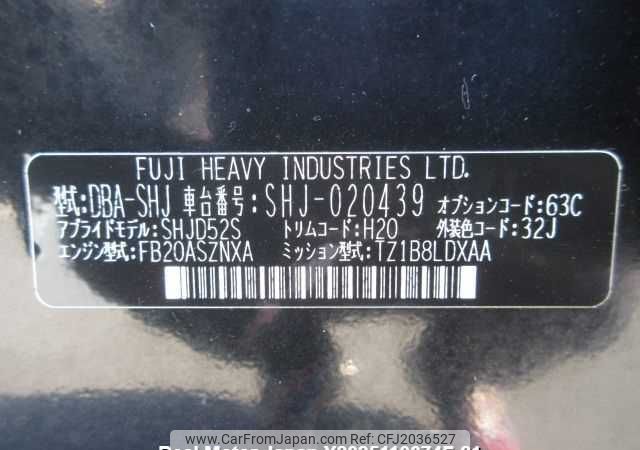 FUJI HEAVY INDUSTRIES LTD.
型式:DBA-SHJ 車台番号:SHJ-020439 オプションコード:63C
アプライドモデル:SHJD52S トリムコード:H20 外装色コード:32J
エンジン型式:FB20ASZNXA ミッション型式:TZ1B8LDXAA
www.CarFromJapan.com | Car ID: CFJ2036527